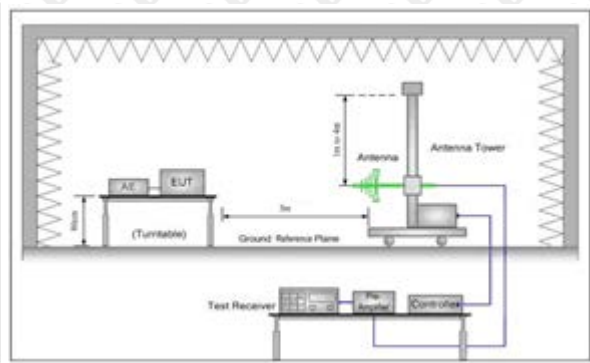 1m to 4m
Antenna
Antenna Tower
AE
EUT
80cm
(Turntable)
3m
Ground Reference Plane
Test Receiver
Pre-
Amplifier
Controller